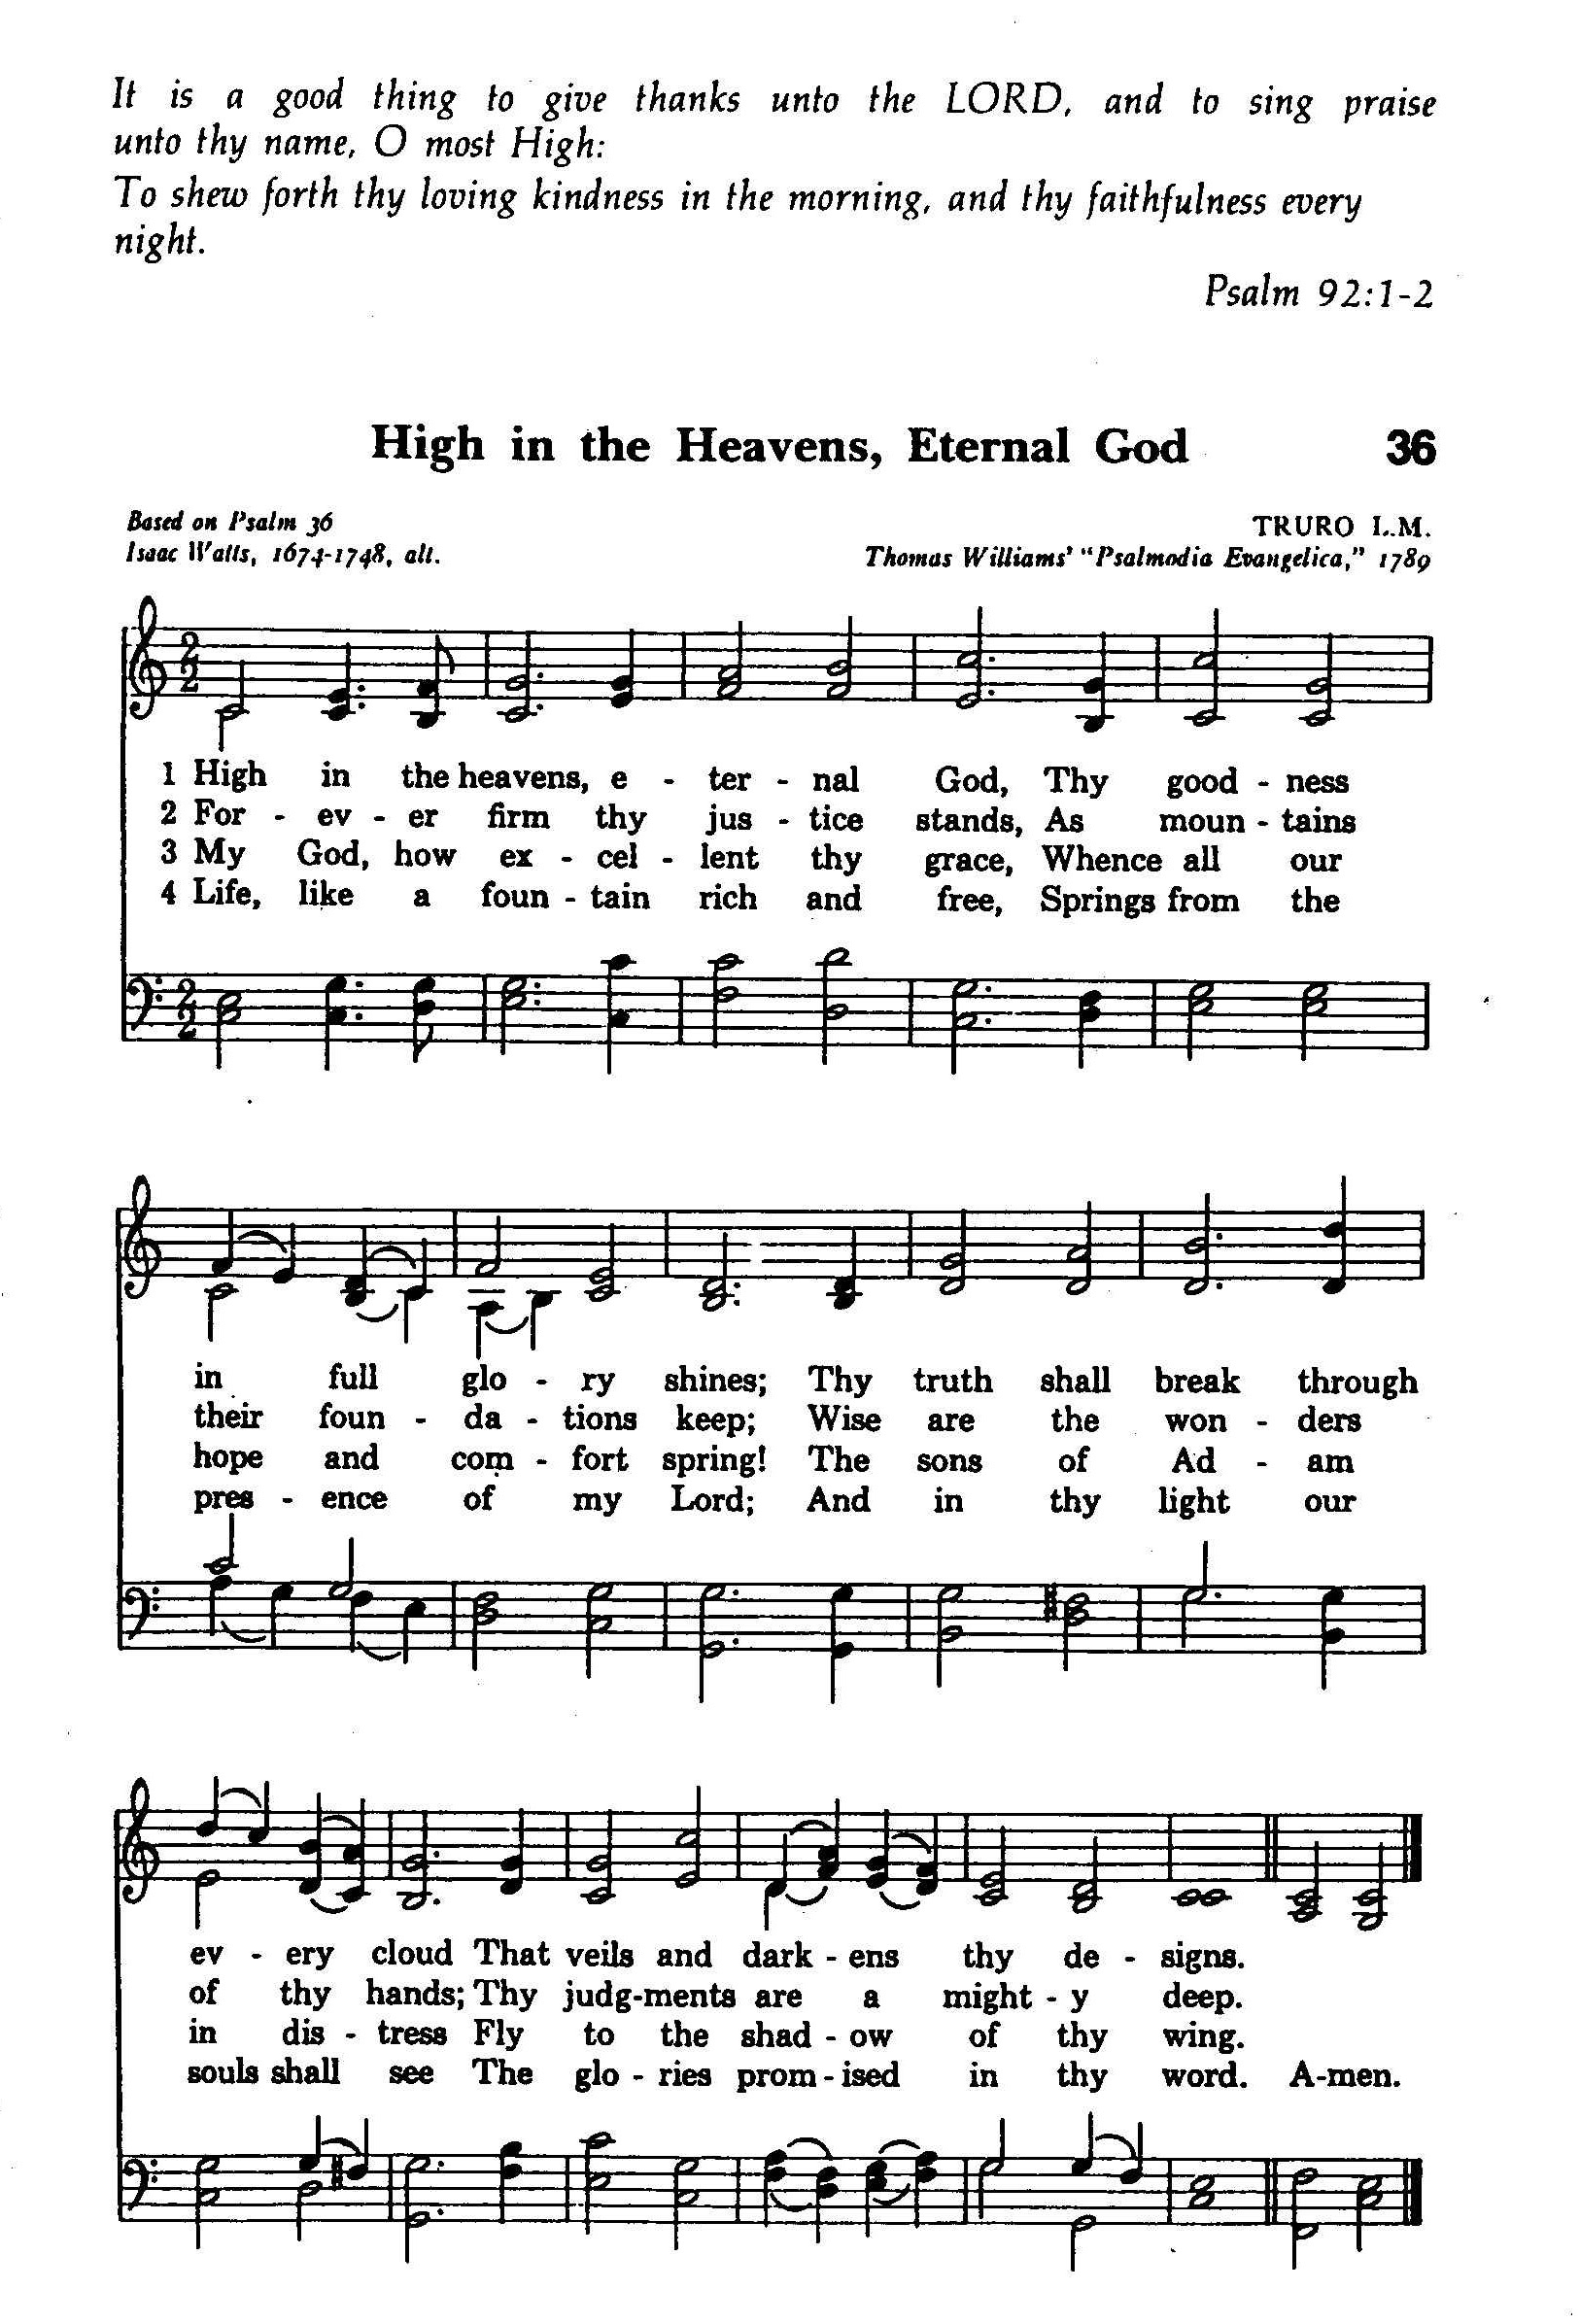 It is a good thing to give thanks unto the LORD, and to sing praise
unto thy name, O most High:
To shew forth thy loving kindness in the morning, and thy faithfulness every
night.
Psalm 92:1-2
High in the Heavens, Eternal God 36
Based on Psalm 36
TRURO L.M.
Isaac Watts, 1674-1748, alt.
Thomas Williams' "Psalmodia Evangelica," 1789
2
2
1 High in the heavens, e - ter - nal God, Thy good - ness
2 For - ev - er firm thy jus - tice stands, As moun - tains
3 My God, how ex - cel - lent thy grace, Whence all our
4 Life, like a foun - tain rich and free, Springs from the
2
2
in full glo - ry shines; Thy truth shall break through
their foun - da - tions keep; Wise are the won - ders
hope and com - fort spring! The sons of Ad - am
pres - ence of my Lord; And in thy light our
ev - ery cloud That veils and dark - ens thy de - signs.
of thy hands; Thy judg-ments are a might - y deep.
in dis - tress Fly to the shad - ow of thy wing.
souls shall see The glo - ries prom - ised in thy word. A-men.